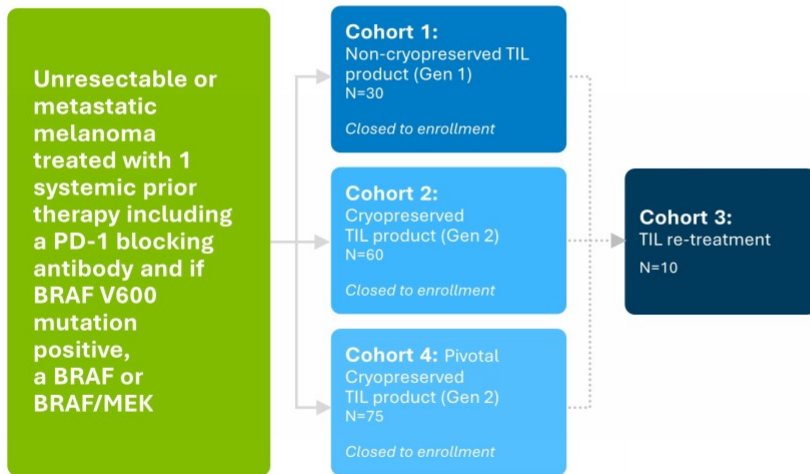 Unresectable or
metastatic
melanoma
treated with 1
systemic prior
therapy including
a PD-1 blocking
antibody and if
BRAF V600
mutation
positive,
a BRAF or
BRAF/MEK
Cohort 1:
Non-cryopreserved TIL
product (Gen 1)
N=30
Closed to enrollment
Cohort 2:
Cryopreserved
TIL product (Gen 2)
N=60
Closed to enrollment
Cohort 4: Pivotal
Cryopreserved
TIL product (Gen 2)
N=75
Closed to enrollment
Cohort 3:
TIL re-treatment
N=10